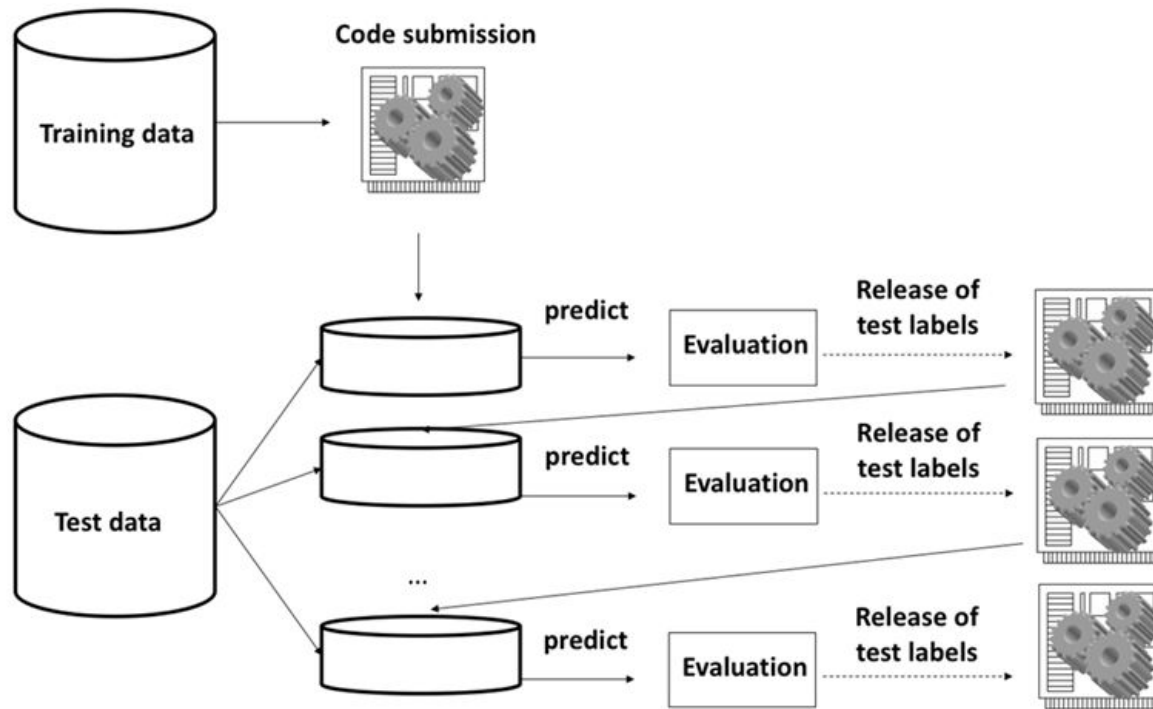 Code submission
Training data
predict
Evaluation
Release of
test labels
predict
Evaluation
Release of
test labels
Test data
...
predict
Evaluation
Release of
test labels